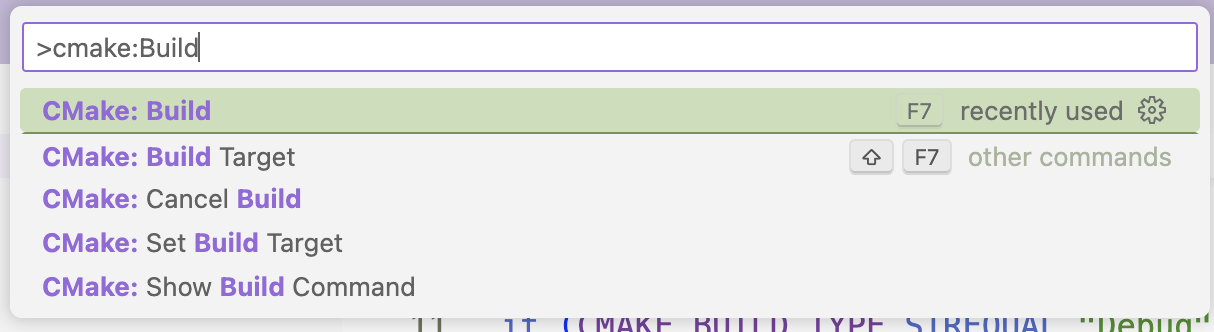 >cmake:Build
CMake: Build F7 recently used
CMake: Build Target F7 other commands
CMake: Cancel Build
CMake: Set Build Target
CMake: Show Build Command
11 if (CMAKE_BUILD_TYPE STREQUAL "Debug"